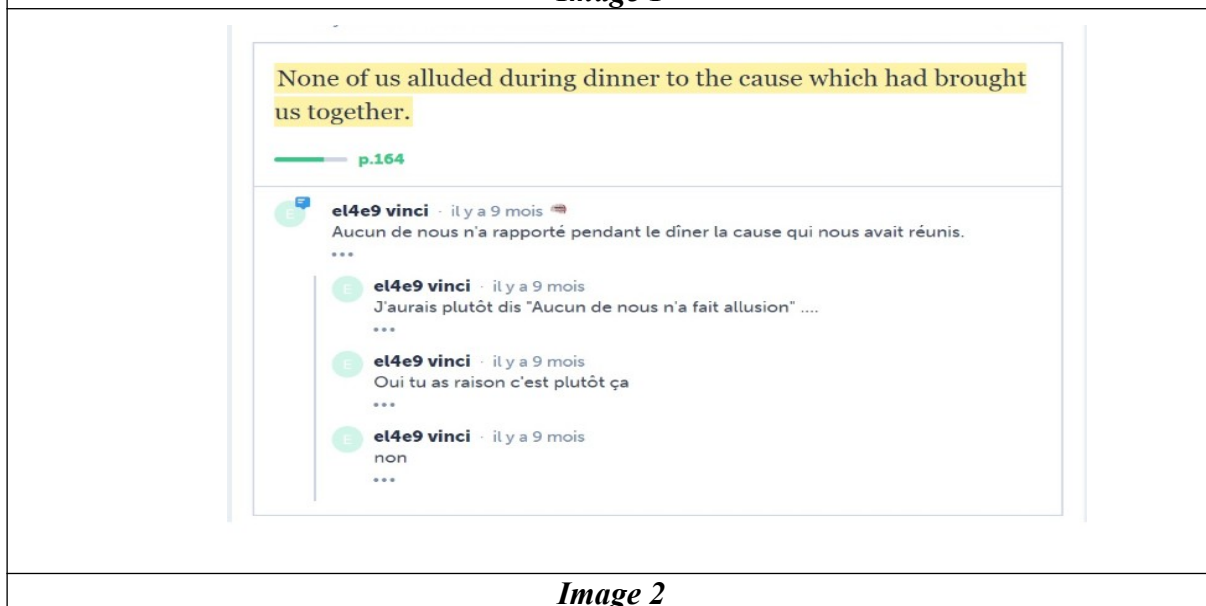 None of us alluded during dinner to the cause which had brought
us together.
p.164
E
el4e9 vinci · il y a 9 mois
Aucun de nous n'a rapporté pendant le dîner la cause qui nous avait réunis.
•••
E
el4e9 vinci · il y a 9 mois
J'aurais plutôt dis "Aucun de nous n'a fait allusion" ....
•••
E
el4e9 vinci · il y a 9 mois
Oui tu as raison c'est plutôt ça
•••
E
el4e9 vinci · il y a 9 mois
non
•••
Image 2